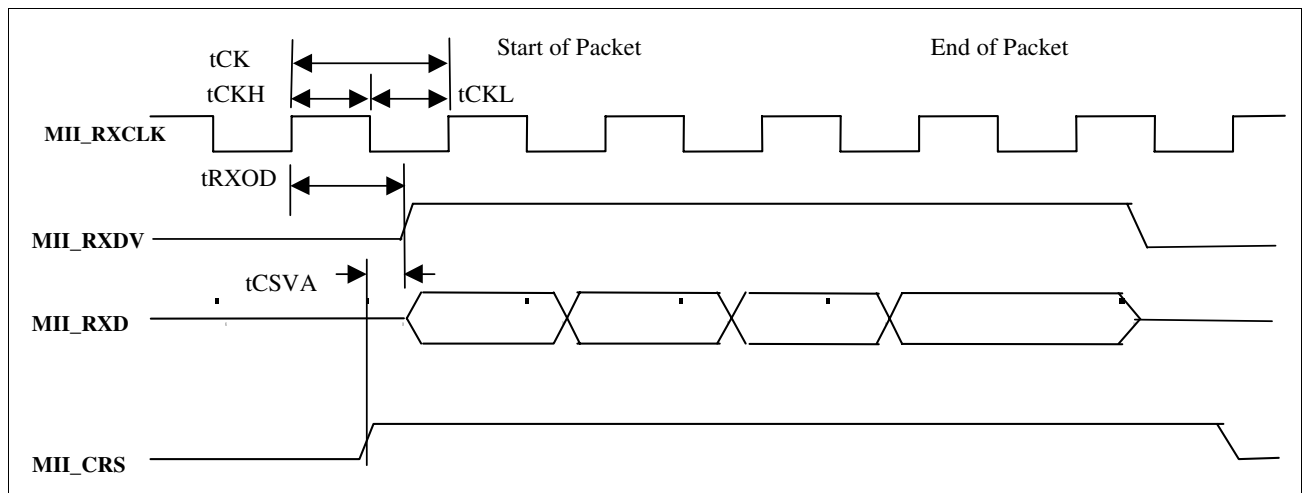 Start of Packet
End of Packet
tCK
tCKH
tCKL
MII_RXCLK
tRXOD
MII_RXDV
tCSVA
MII_RXD
MII_CRS